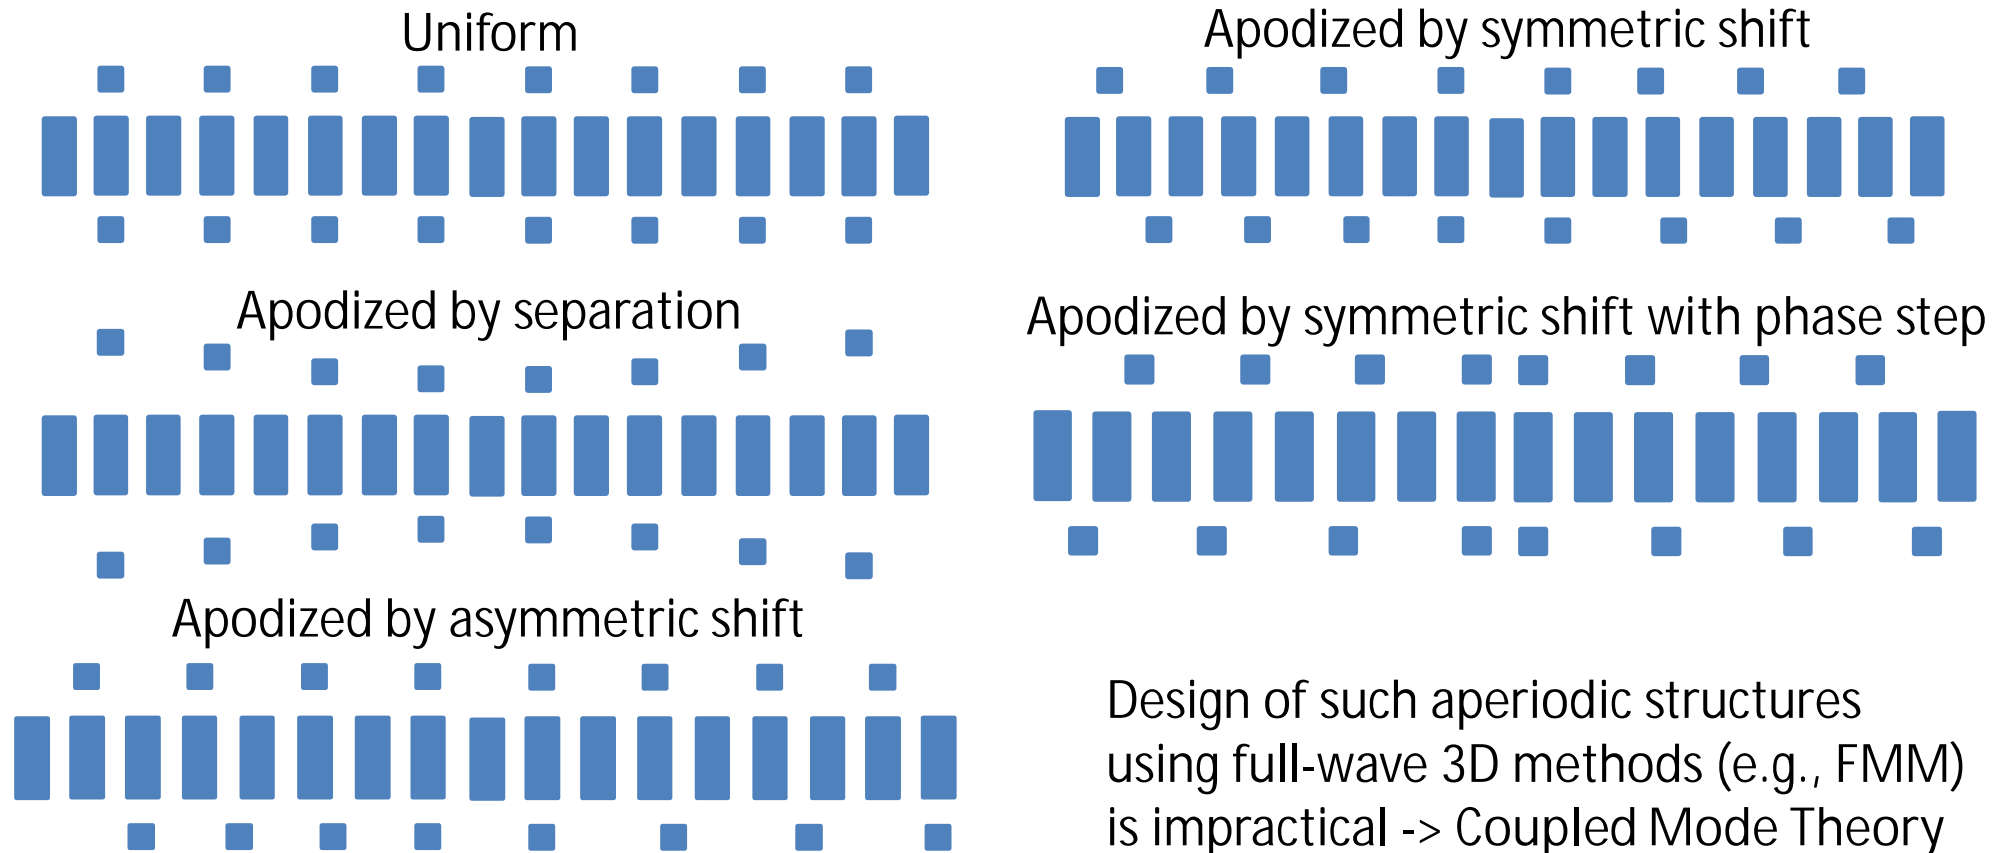 Uniform
Apodized by symmetric shift
Apodized by separation
Apodized by symmetric shift with phase step
Apodized by asymmetric shift
Design of such aperiodic structures
using full-wave 3D methods (e.g., FMM)
is impractical -> Coupled Mode Theory